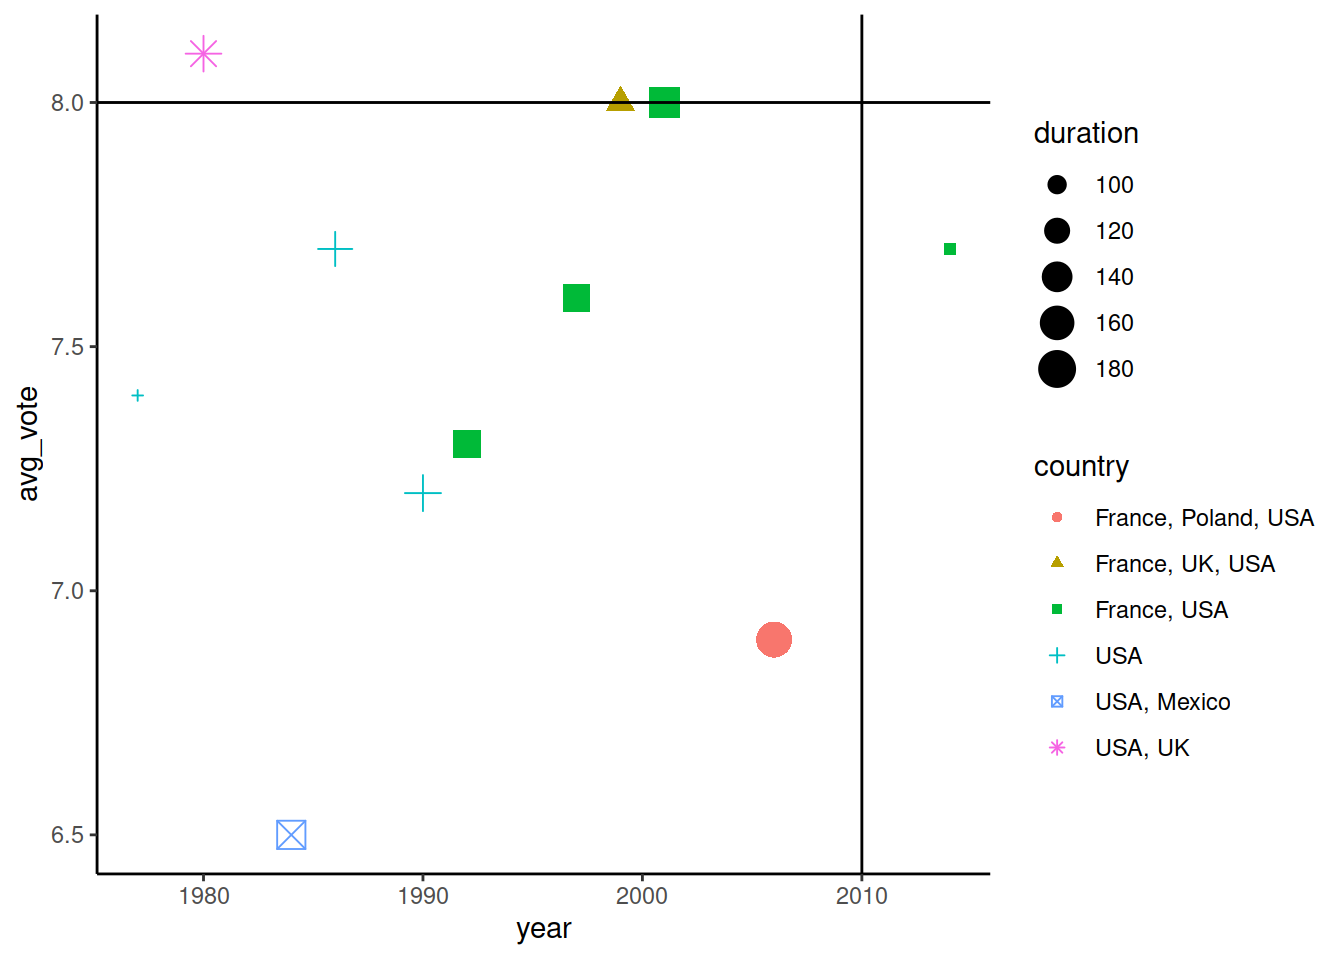 8.0
7.5
7.0
6.5
avg_vote
1980 1990 2000 2010
year
duration
100
120
140
160
180
country
France, Poland, USA
France, UK, USA
France, USA
USA
USA, Mexico
USA, UK